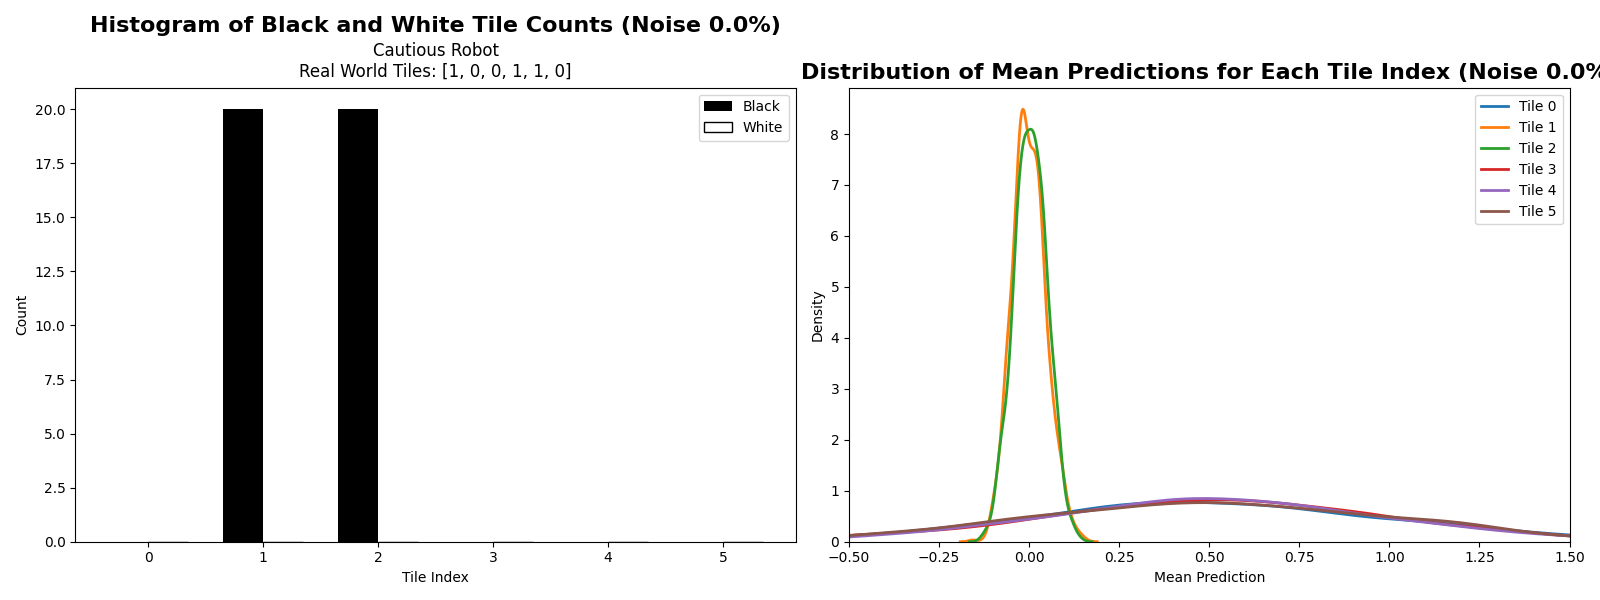 Histogram of Black and White Tile Counts (Noise 0.0%)
Cautious Robot
Real World Tiles: [1, 0, 0, 1, 1, 0]
Black
White
20.0
17.5
15.0
12.5
10.0
7.5
5.0
2.5
0.0
Count
0 1 2 3 4 5
Tile Index
Distribution of Mean Predictions for Each Tile Index (Noise 0.0%
Tile 0
Tile 1
Tile 2
Tile 3
Tile 4
Tile 5
8
7
6
5
4
3
2
1
0
Density
−0.50 −0.25 0.00 0.25 0.50 0.75 1.00 1.25 1.50
Mean Prediction